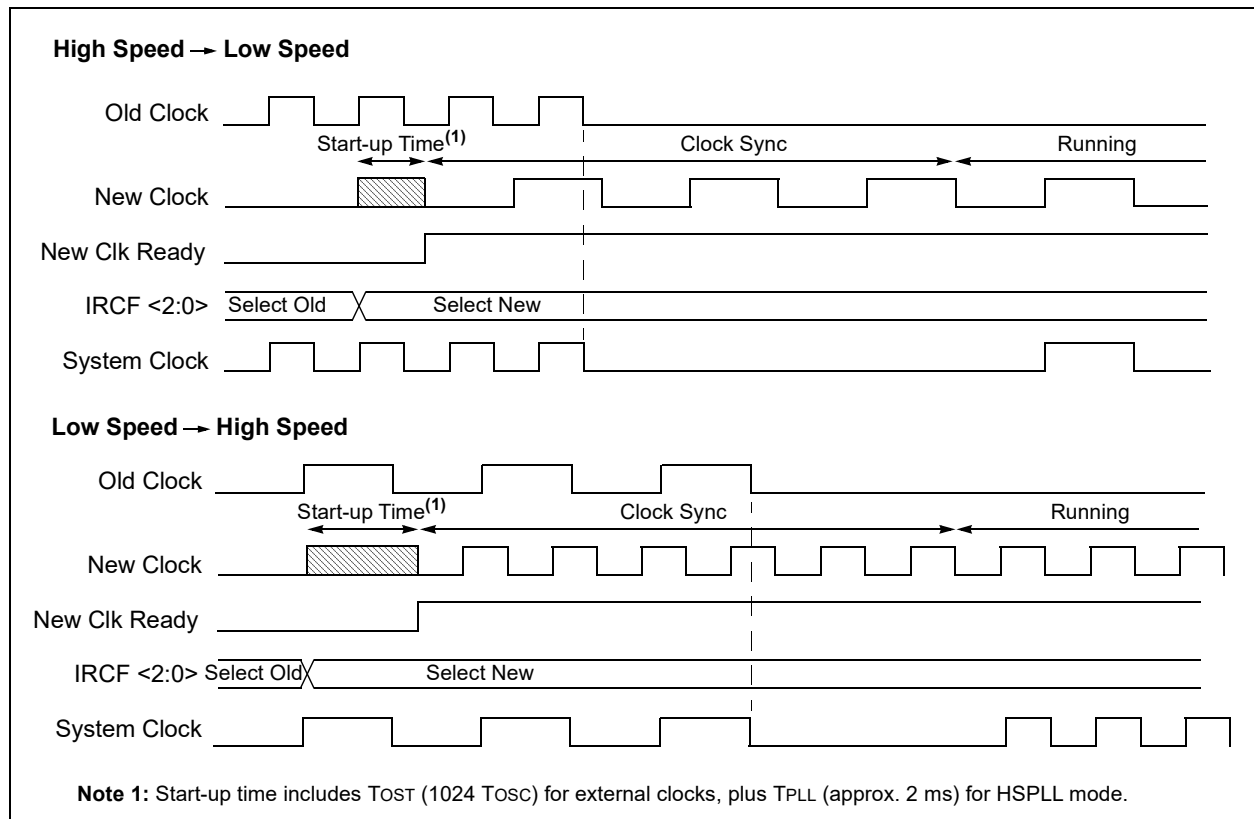 High Speed → Low Speed
Old Clock
Start-up Time(1) Clock Sync Running
New Clock
New Clk Ready
IRCF <2:0> Select Old Select New
System Clock
Low Speed → High Speed
Old Clock
Start-up Time(1) Clock Sync Running
New Clock
New Clk Ready
IRCF <2:0> Select Old Select New
System Clock
Note 1: Start-up time includes TOST (1024 TOSC) for external clocks, plus TPLL (approx. 2 ms) for HSPLL mode.